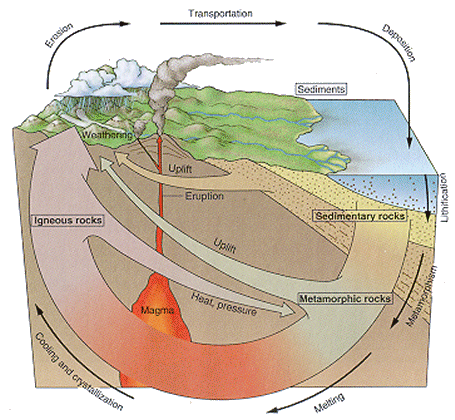 Transportation
Erosion
Deposition
Sediments
Weathering
Uplift
Eruption
Lithification
Igneous rocks
Sedimentary rocks
Uplift
Heat, pressure
Metamorphic rocks
Magma
Metamorphism
Cooling and crystallization
Melting